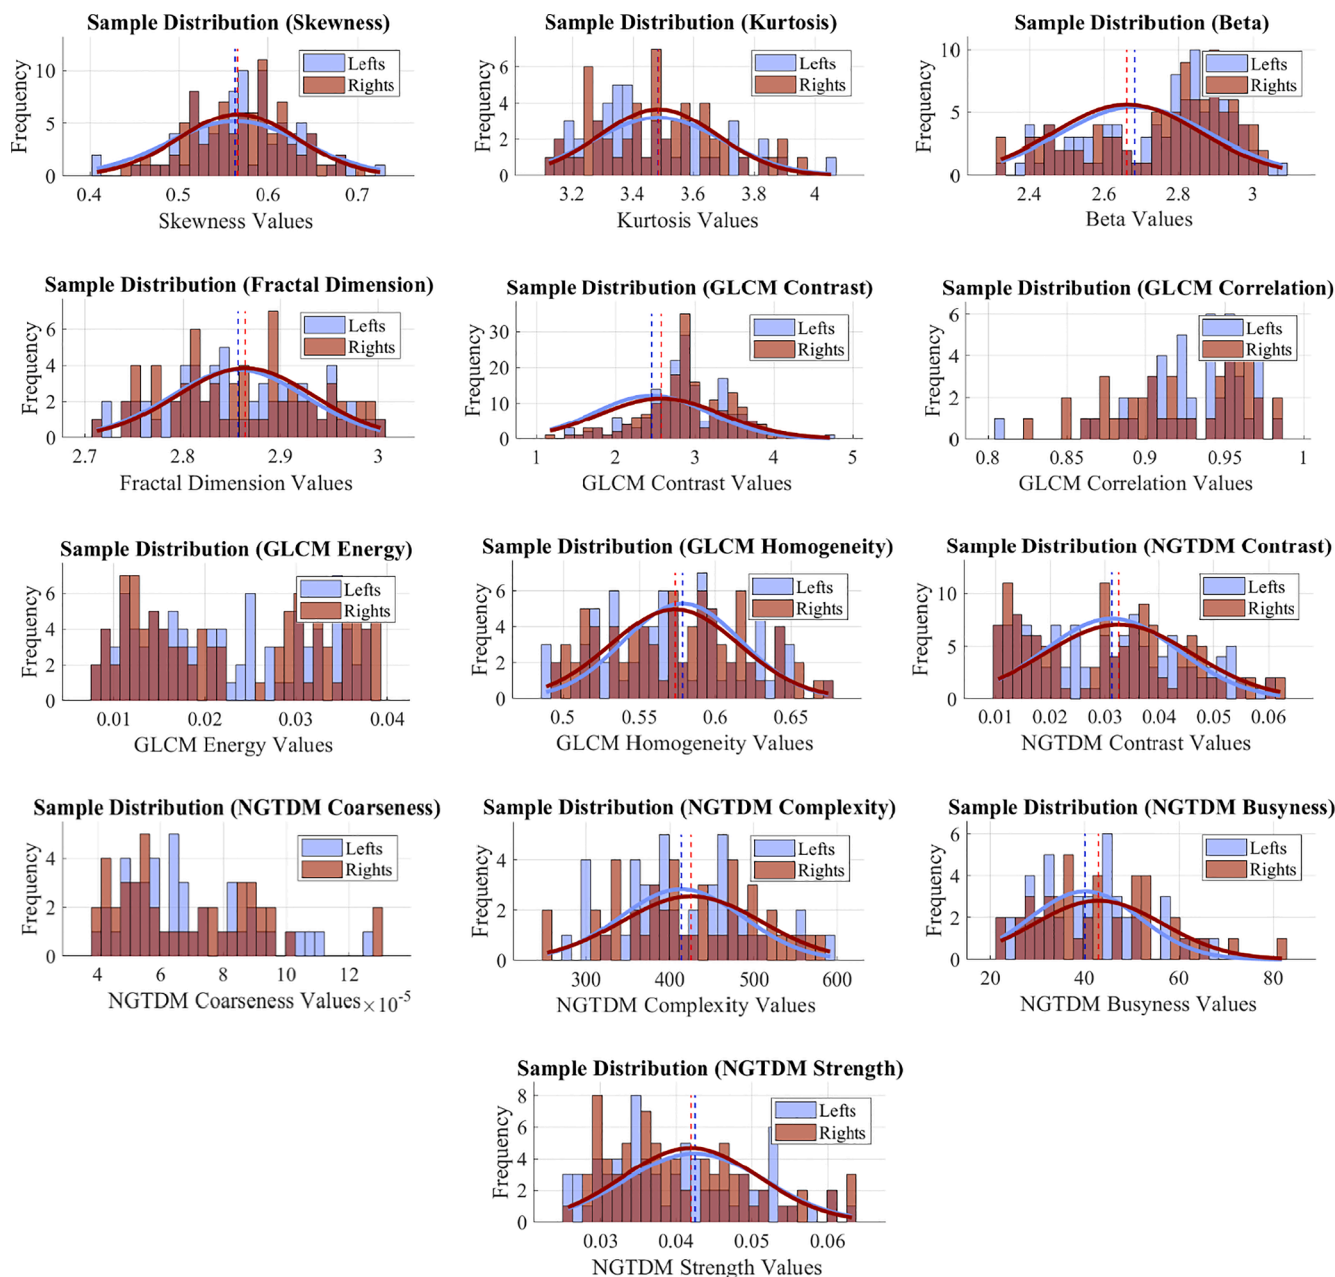 Sample Distribution (Skewness)
Frequency
10
5
0
Lefts
Rights
0.4 0.5 0.6 0.7
Skewness Values
Sample Distribution (Kurtosis)
Frequency
6
4
2
0
Lefts
Rights
3.2 3.4 3.6 3.8 4
Kurtosis Values
Sample Distribution (Beta)
Frequency
10
5
0
Lefts
Rights
2.4 2.6 2.8 3
Beta Values
Sample Distribution (Fractal Dimension)
Frequency
6
4
2
0
Lefts
Rights
2.7 2.8 2.9 3
Fractal Dimension Values
Sample Distribution (GLCM Contrast)
Frequency
30
20
10
0
Lefts
Rights
1 2 3 4 5
GLCM Contrast Values
Sample Distribution (GLCM Correlation)
Frequency
6
4
2
0
Lefts
Rights
0.8 0.85 0.9 0.95 1
GLCM Correlation Values
Sample Distribution (GLCM Energy)
Frequency
6
4
2
0
Lefts
Rights
0.01 0.02 0.03 0.04
GLCM Energy Values
Sample Distribution (GLCM Homogeneity)
Frequency
6
4
2
0
Lefts
Rights
0.5 0.55 0.6 0.65
GLCM Homogeneity Values
Sample Distribution (NGTDM Contrast)
Frequency
10
5
0
Lefts
Rights
0.01 0.02 0.03 0.04 0.05 0.06
NGTDM Contrast Values
Sample Distribution (NGTDM Coarseness)
Frequency
4
2
0
Lefts
Rights
4 6 8 10 12
NGTDM Coarseness Values ×10-5
Sample Distribution (NGTDM Complexity)
Frequency
4
2
0
Lefts
Rights
300 400 500 600
NGTDM Complexity Values
Sample Distribution (NGTDM Busyness)
Frequency
6
4
2
0
Lefts
Rights
20 40 60 80
NGTDM Busyness Values
Sample Distribution (NGTDM Strength)
Frequency
8
6
4
2
0
Lefts
Rights
0.03 0.04 0.05 0.06
NGTDM Strength Values